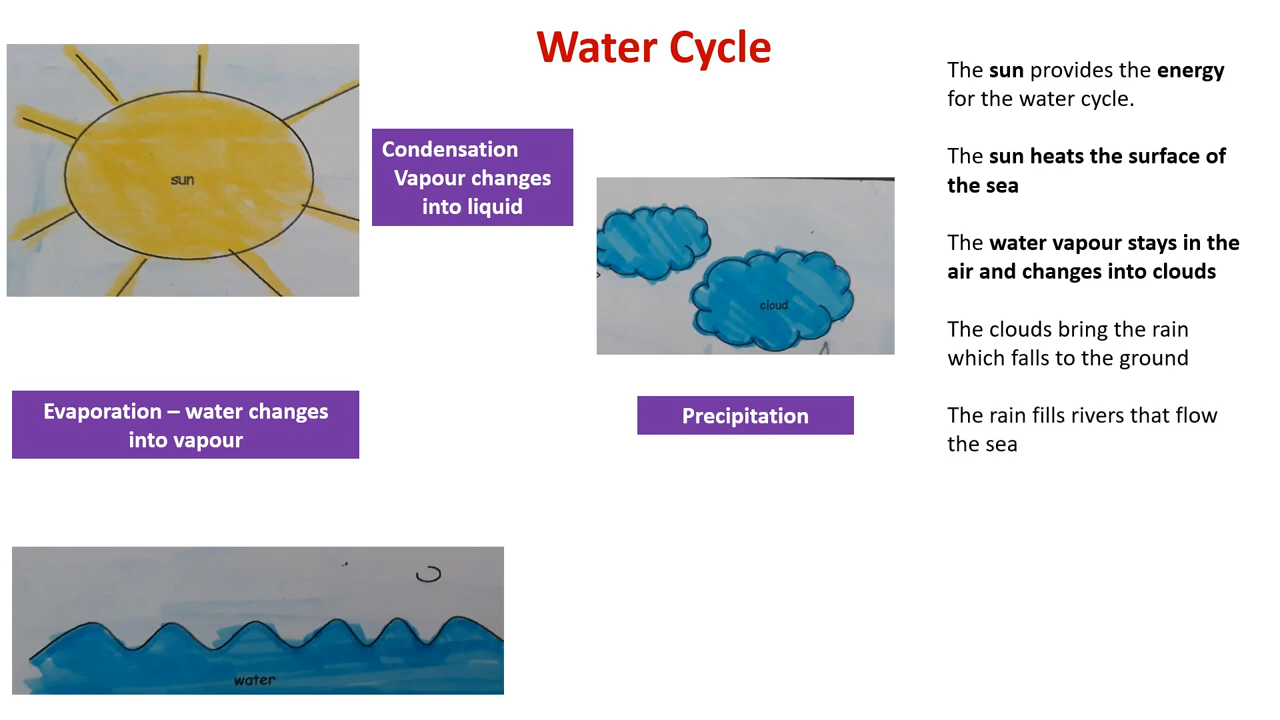 Water Cycle
sun
Condensation
Vapour changes
into liquid
cloud
Evaporation – water changes
into vapour
Precipitation
water
The sun provides the energy
for the water cycle.
The sun heats the surface of
the sea
The water vapour stays in the
air and changes into clouds
The clouds bring the rain
which falls to the ground
The rain fills rivers that flow
the sea